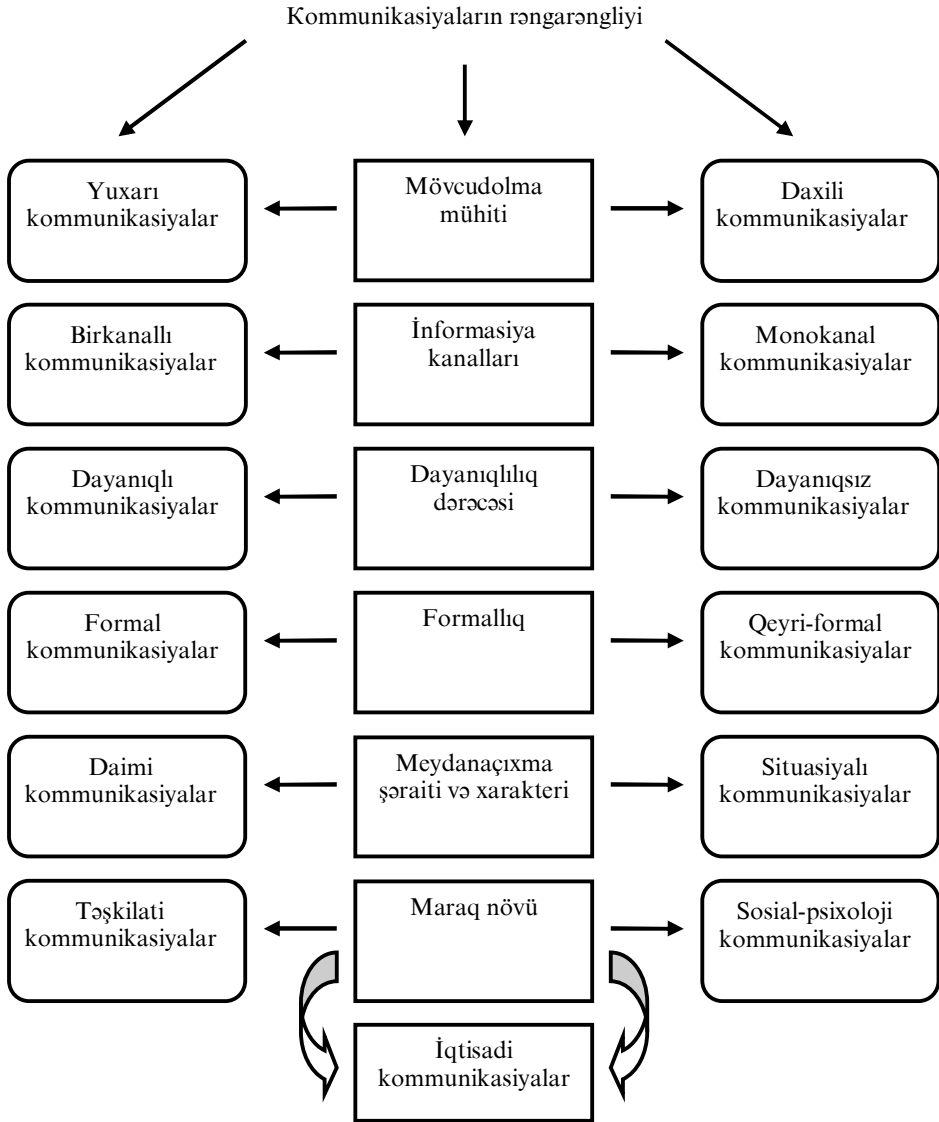 Kommunikasiyaların rəngarəngliyi
Yuxarı
kommunikasiyalar
Mövcudolma
mühiti
Daxili
kommunikasiyalar
Birkanallı
kommunikasiyalar
İnformasiya
kanalları
Monokanal
kommunikasiyalar
Dayanıqlı
kommunikasiyalar
Dayanıqlılıq
dərəcəsi
Dayanıqsız
kommunikasiyalar
Formal
kommunikasiyalar
Formallıq
Qeyri-formal
kommunikasiyalar
Daimi
kommunikasiyalar
Meydanaçıxma
şəraiti və xarakteri
Situasiyalı
kommunikasiyalar
Təşkilati
kommunikasiyalar
Maraq növü
Sosial-psixoloji
kommunikasiyalar
İqtisadi
kommunikasiyalar